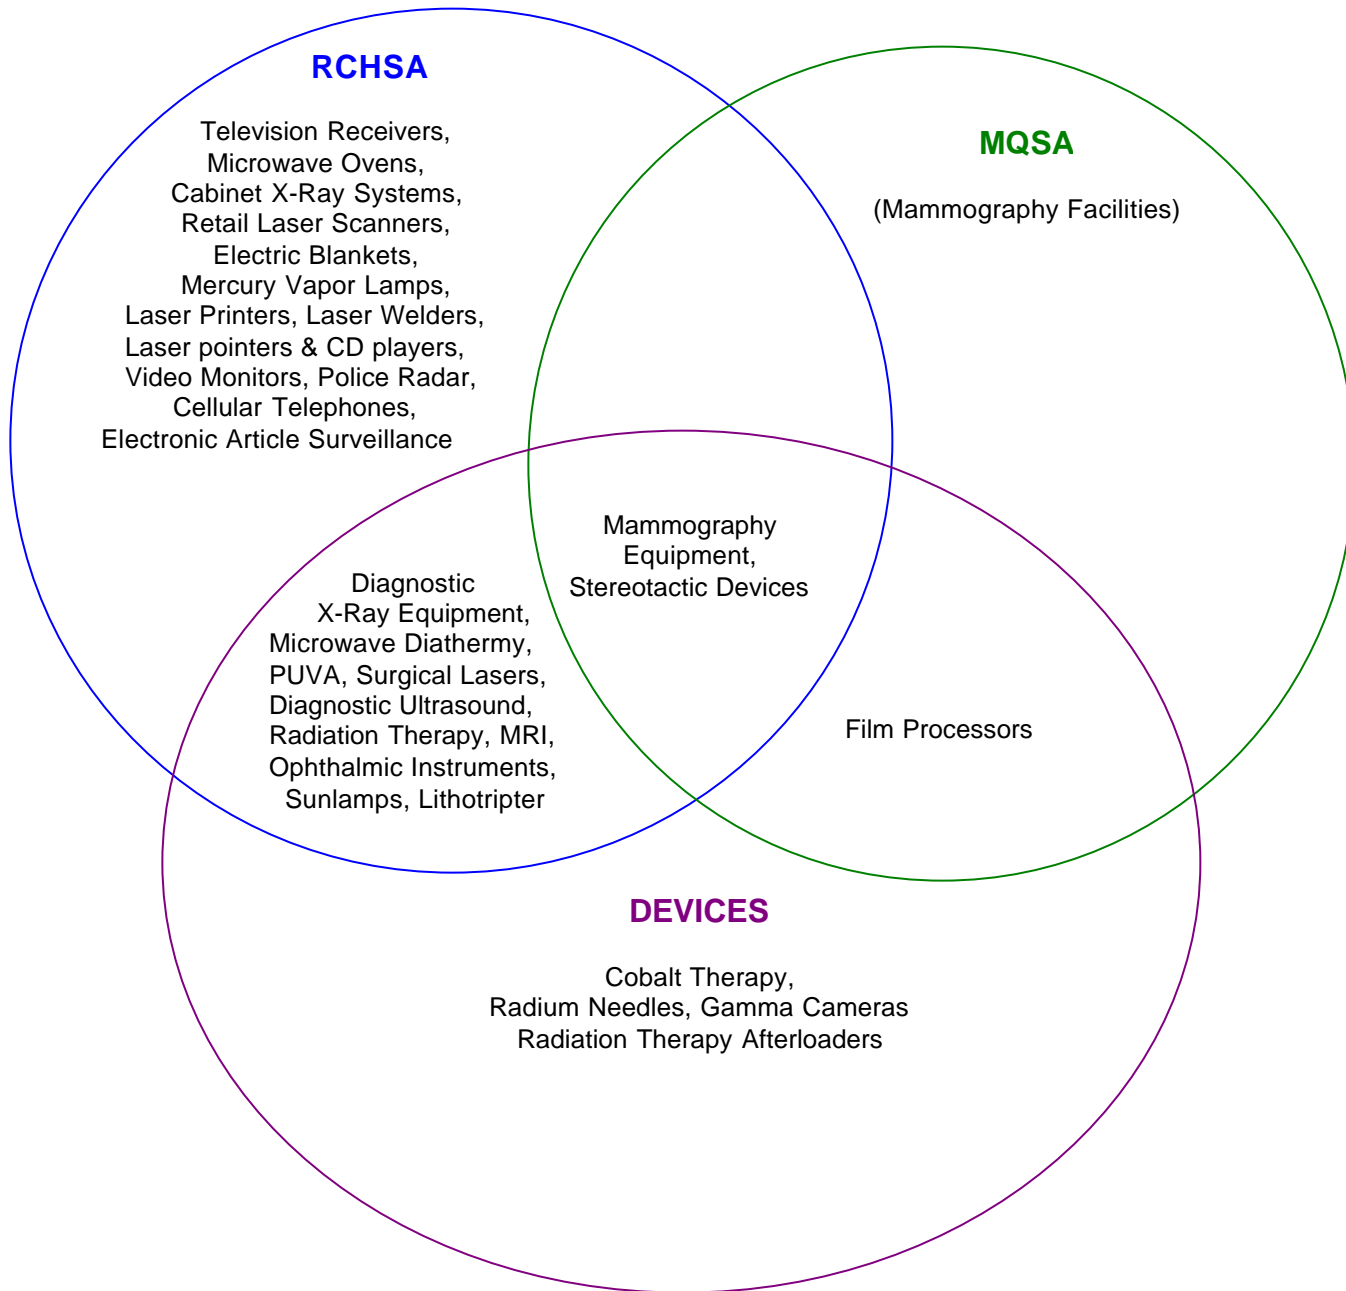 RCHSA
Television Receivers,
Microwave Ovens,
Cabinet X-Ray Systems,
Retail Laser Scanners,
Electric Blankets,
Mercury Vapor Lamps,
Laser Printers, Laser Welders,
Laser pointers & CD players,
Video Monitors, Police Radar,
Cellular Telephones,
Electronic Article Surveillance
MQSA
(Mammography Facilities)
Mammography
Equipment,
Stereotactic Devices
Diagnostic
X-Ray Equipment,
Microwave Diathermy,
PUVA, Surgical Lasers,
Diagnostic Ultrasound,
Radiation Therapy, MRI,
Ophthalmic Instruments,
Sunlamps, Lithotripter
Film Processors
DEVICES
Cobalt Therapy,
Radium Needles, Gamma Cameras
Radiation Therapy Afterloaders